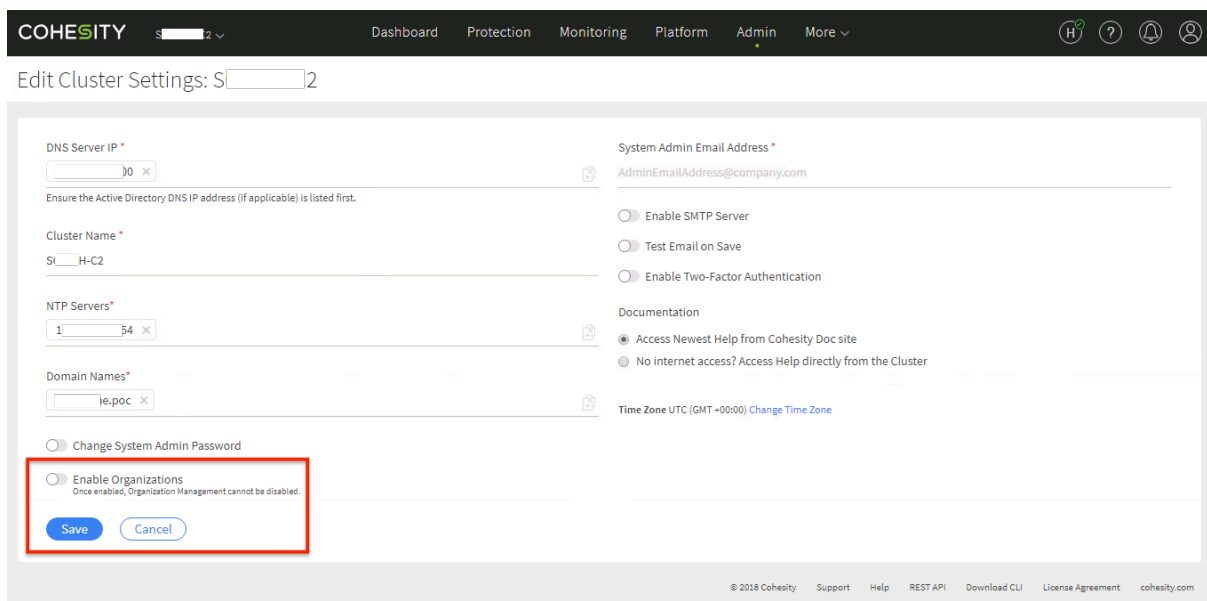 COHESITY S 2 Dashboard Protection Monitoring Platform Admin More H ?
Edit Cluster Settings: S 2
DNS Server IP *
00 ×
Ensure the Active Directory DNS IP address (if applicable) is listed first.
Cluster Name *
S H-C2
NTP Servers*
1 54 ×
Domain Names*
e.poc ×
Change System Admin Password
Enable Organizations
Once enabled, Organization Management cannot be disabled.
Save Cancel
System Admin Email Address *
AdminEmailAddress@company.com
Enable SMTP Server
Test Email on Save
Enable Two-Factor Authentication
Documentation
Access Newest Help from Cohesity Doc site
No internet access? Access Help directly from the Cluster
Time Zone UTC (GMT +00:00) Change Time Zone
© 2018 Cohesity Support Help REST API Download CLI License Agreement cohesity.com